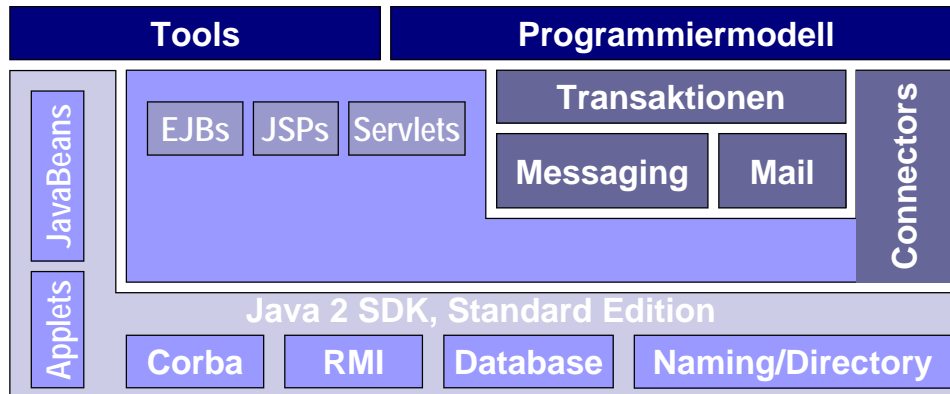 Tools
Programmiermodell
JavaBeans
Applets
EJBs
JSPs
Servlets
Transaktionen
Messaging
Mail
Connectors
Java 2 SDK, Standard Edition
Corba
RMI
Database
Naming/Directory